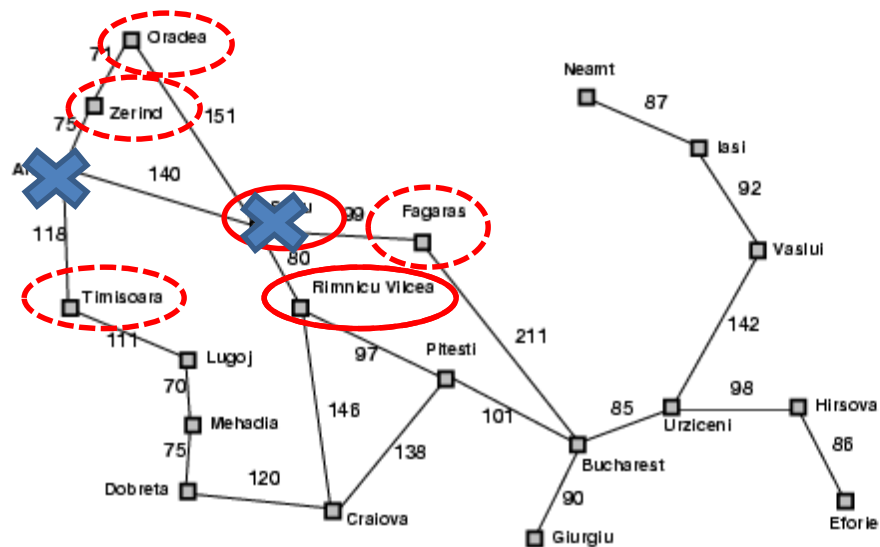 Oradea
71
Neamt
87
Zerind
75
151
Iasi
140
92
99
Fagaras
118
80
Vaslui
Timisoara
Rimnicu Vilcea
111
142
211
Lugoj
97
Pitesti
70
98
Hirsova
146
101
85
Mehadia
Urziceni
75
138
86
Bucharest
120
Dobreta
90
Craiova
Eforie
Giurgiu